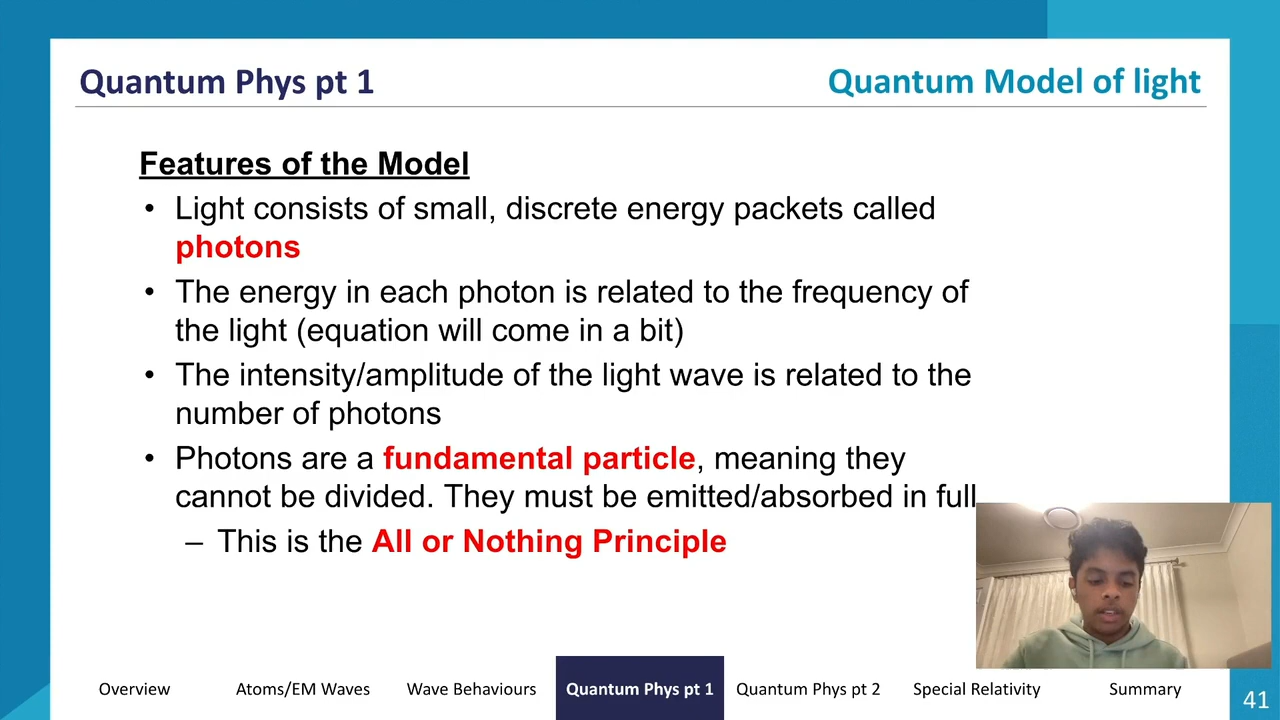 Quantum Phys pt 1
Quantum Model of light
Features of the Model
• Light consists of small, discrete energy packets called
photons
• The energy in each photon is related to the frequency of
the light (equation will come in a bit)
• The intensity/amplitude of the light wave is related to the
number of photons
• Photons are a fundamental particle, meaning they
cannot be divided. They must be emitted/absorbed in full
– This is the All or Nothing Principle
Overview
Atoms/EM Waves
Wave Behaviours
Quantum Phys pt 1
Quantum Phys pt 2
Special Relativity
Summary
41